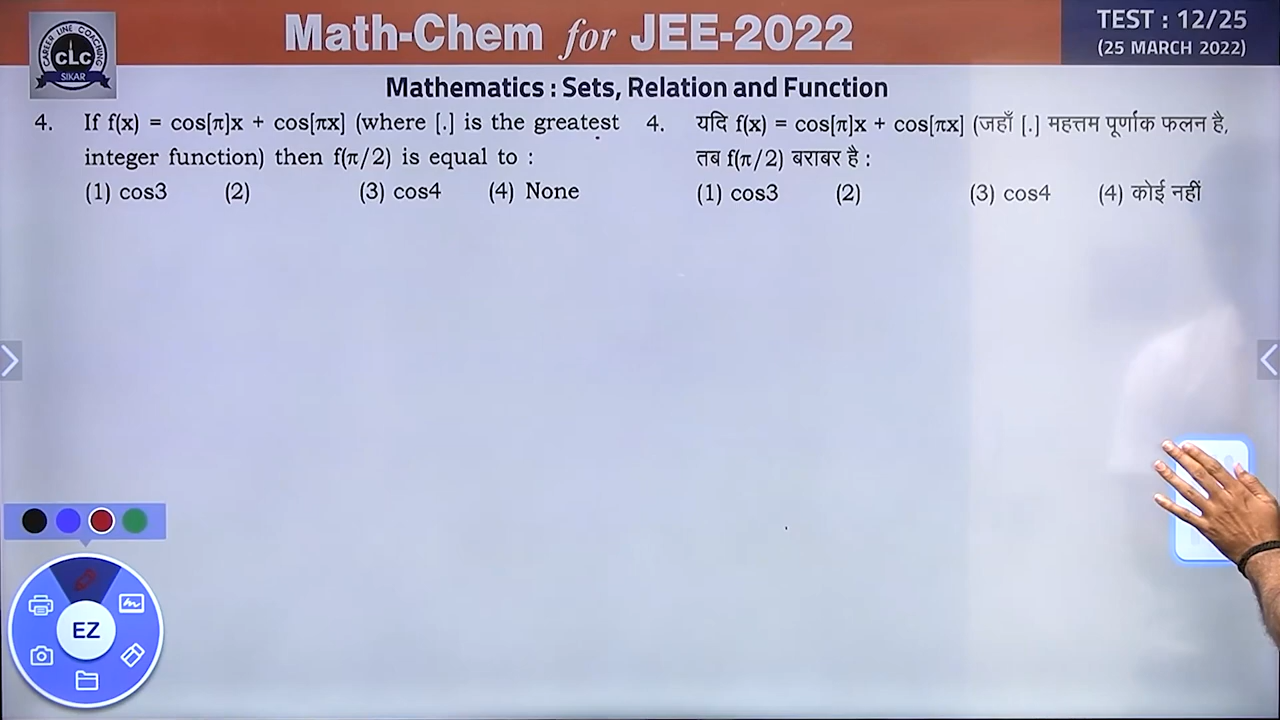 CAREER LINE COACHING
CLC
SIKAR
Math-Chem for JEE-2022
TEST : 12/25
(25 MARCH 2022)
Mathematics : Sets, Relation and Function
4. If f(x) = cos[π]x + cos[πx] (where [.] is the greatest
integer function) then f(π/2) is equal to :
(1) cos3 (2) (3) cos4 (4) None
4. यदि f(x) = cos[π]x + cos[πx] (जहाँ [.] महत्तम पूर्णांक फलन है,
तब f(π/2) बराबर है :
(1) cos3 (2) (3) cos4 (4) कोई नहीं
EZ